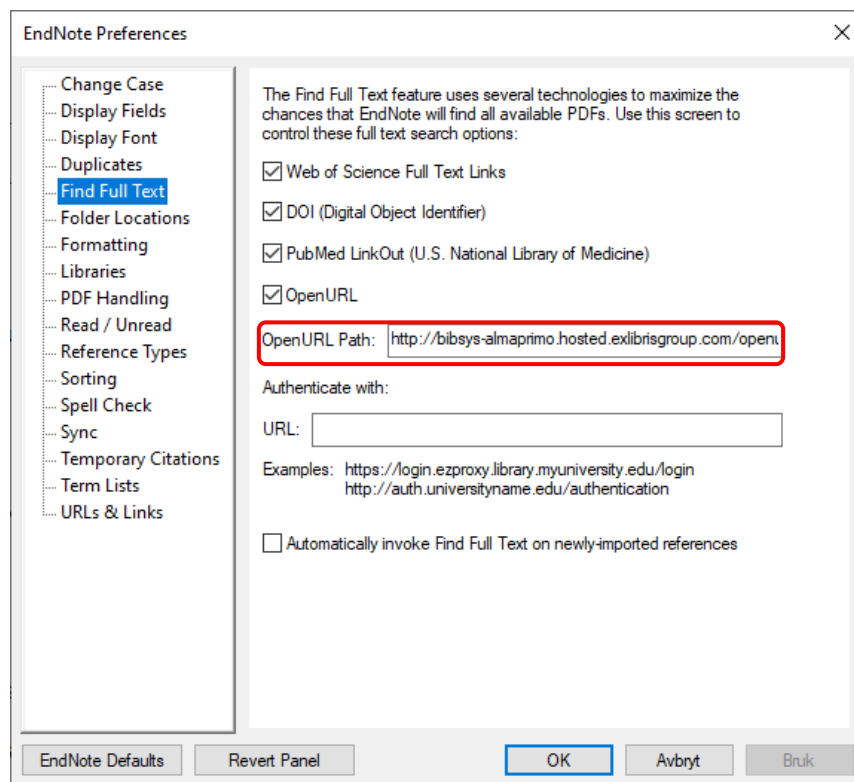 EndNote Preferences
Change Case
Display Fields
Display Font
Duplicates
Find Full Text
Folder Locations
Formatting
Libraries
PDF Handling
Read / Unread
Reference Types
Sorting
Spell Check
Sync
Temporary Citations
Term Lists
URLs & Links
The Find Full Text feature uses several technologies to maximize the
chances that EndNote will find all available PDFs. Use this screen to
control these full text search options:
Web of Science Full Text Links
DOI (Digital Object Identifier)
PubMed LinkOut (U.S. National Library of Medicine)
OpenURL
OpenURL Path: http://bibsys-almaprimo.hosted.exlibrisgroup.com/openu
Authenticate with:
URL:
Examples: https://login.ezproxy.library.myuniversity.edu/login
http://auth.universityname.edu/authentication
Automatically invoke Find Full Text on newly-imported references
EndNote Defaults Revert Panel OK Avbryt Bruk